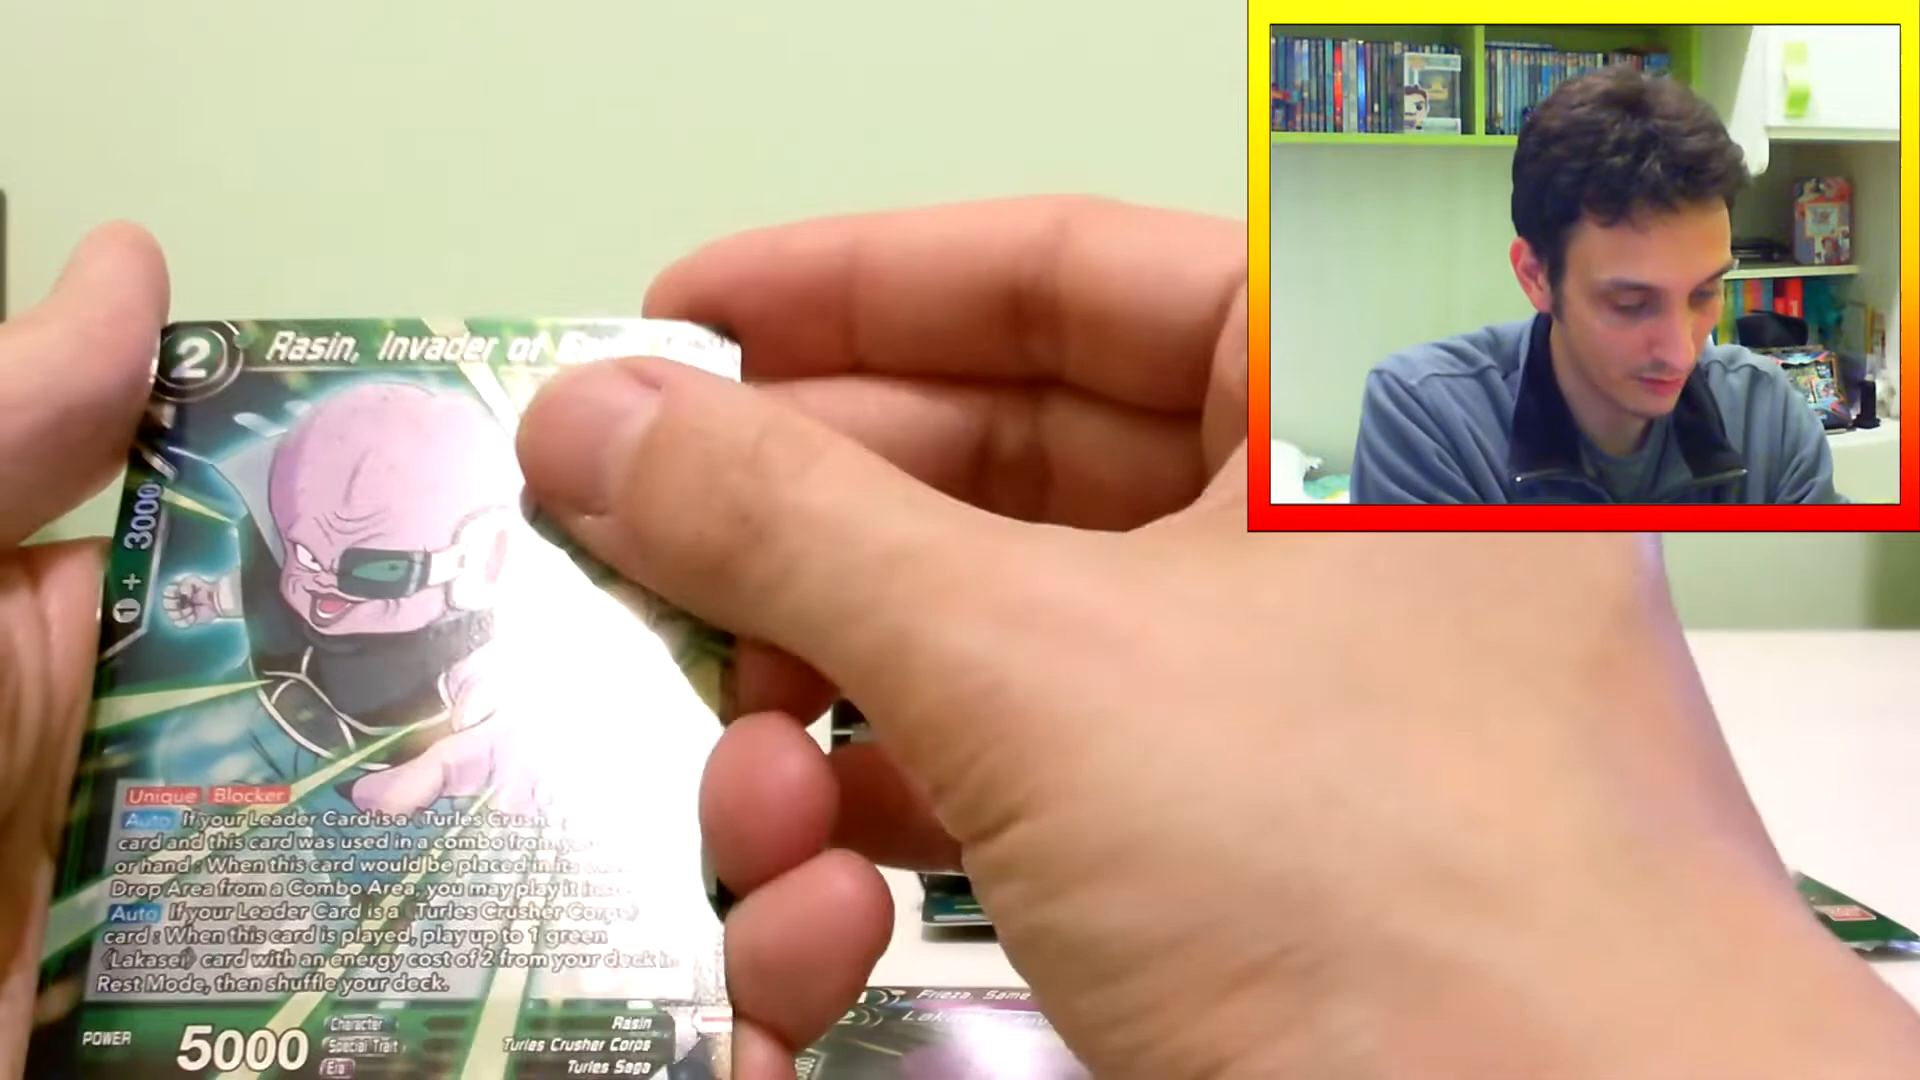 2 Rasin, Invader of
1 + 3000
Unique Blocker
Auto If your Leader Card is a 《Turles Crush
card and this card was used in a combo from
or hand : When this card would be placed in its
Drop Area from a Combo Area, you may play it
Auto If your Leader Card is a 《Turles Crusher Corps》
card : When this card is played, play up to 1 green
《Lakasei》 card with an energy cost of 2 from your deck in
Rest Mode, then shuffle your deck.
POWER 5000
Character Rasin
Special Trait Turles Crusher Corps
Era Turles Saga
Frieza, Same
2